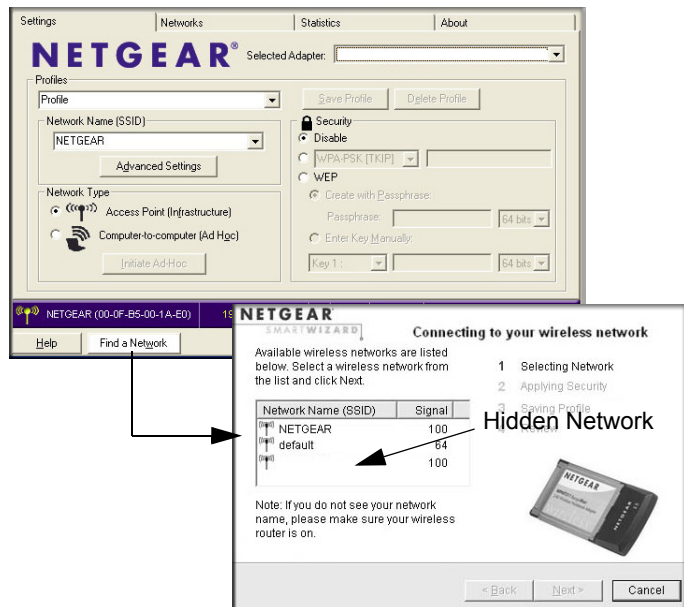 Settings Networks Statistics About
NETGEAR® Selected Adapter:
Profiles
Profile Save Profile Delete Profile
Network Name (SSID)
NETGEAR
Advanced Settings
Security
Disable
WPA-PSK [TKIP]
WEP
Create with Passphrase:
Passphrase: 64 bits
Enter Key Manually:
Key 1 : 64 bits
Network Type
Access Point (Infrastructure)
Computer-to-computer (Ad Hoc)
Initiate Ad-Hoc
NETGEAR (00-0F-B5-00-1A-E0) 19
Help Find a Network
NETGEAR
SMARTWIZARD
Connecting to your wireless network
Available wireless networks are listed
below. Select a wireless network from
the list and click Next.
1 Selecting Network
2 Applying Security
3 Saving Profile
Review
Network Name (SSID) Signal
NETGEAR 100
default 64
100
Hidden Network
NETGEAR
Note: If you do not see your network
name, please make sure your wireless
router is on.
< Back Next > Cancel